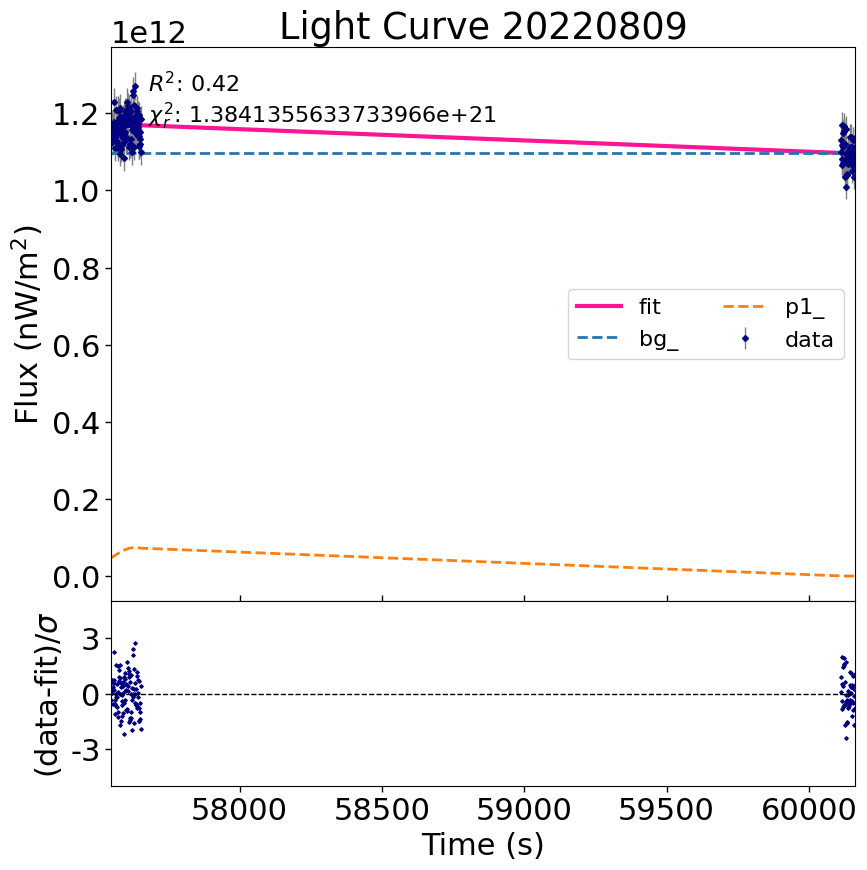 Light Curve 20220809
1e12
R²: 0.42
χ²ᵣ: 1.3841355633733966e+21
1.2
1.0
0.8
0.6
0.4
0.2
0.0
Flux (nW/m²)
fit
bg_
p1_
data
3
0
-3
(data-fit)/σ
58000 58500 59000 59500 60000
Time (s)